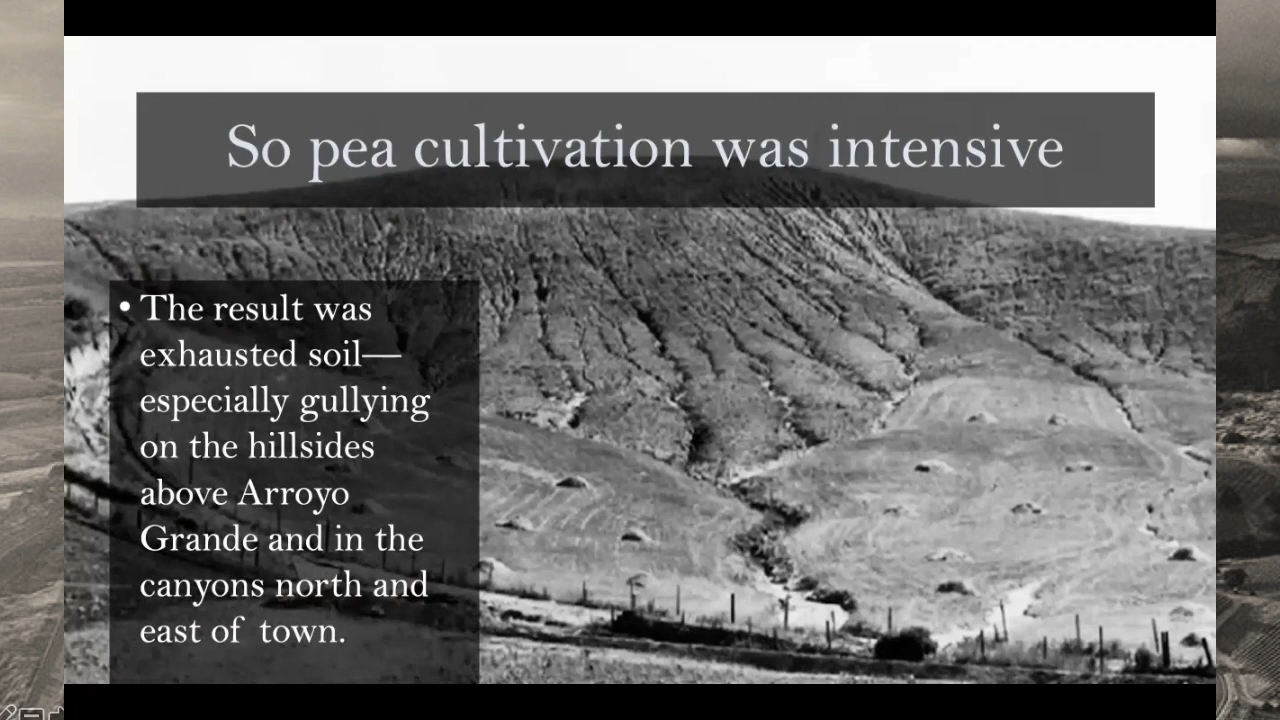 So pea cultivation was intensive
• The result was
exhausted soil—
especially gullying
on the hillsides
above Arroyo
Grande and in the
canyons north and
east of town.